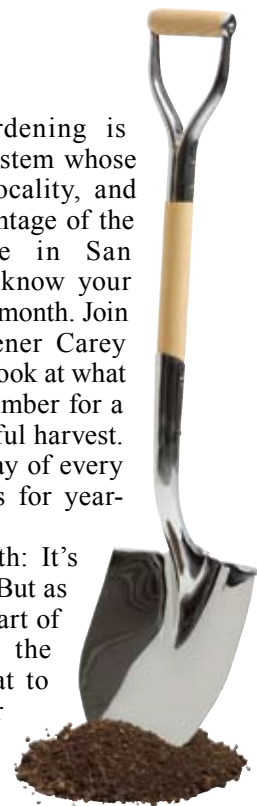 rdening is
stem whose
ocality, and
ntage of the
e in San
know your
month. Join
ener Carey
ook at what
mber for a
ful harvest.
ay of every
s for year-
th: It's
But as
art of
the
at to
r